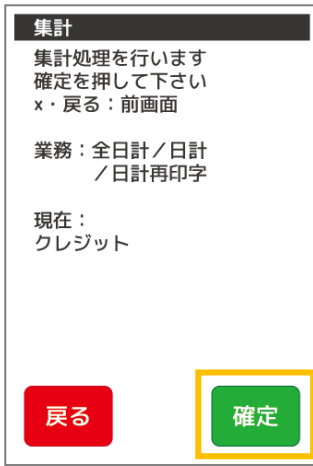 集計
集計処理を行います
確定を押して下さい
x・戻る：前画面
業務：全日計／日計
／日計再印字
現在：
クレジット
戻る
確定